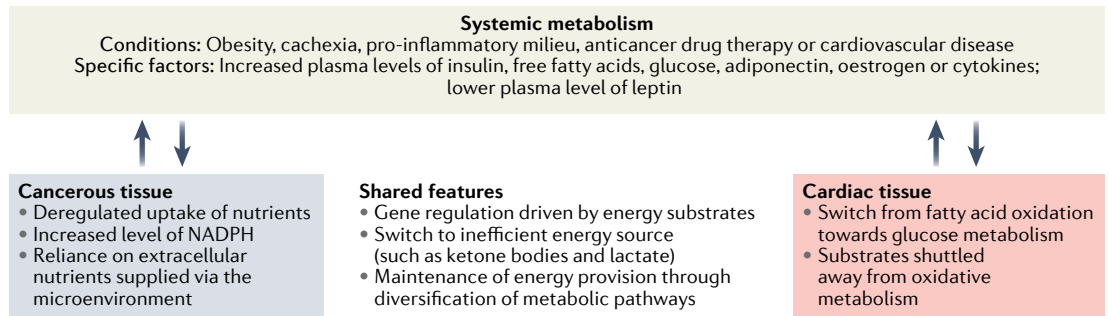 Systemic metabolism
Conditions: Obesity, cachexia, pro-inflammatory milieu, anticancer drug therapy or cardiovascular disease
Specific factors: Increased plasma levels of insulin, free fatty acids, glucose, adiponectin, oestrogen or cytokines;
lower plasma level of leptin
Cancerous tissue
• Deregulated uptake of nutrients
• Increased level of NADPH
• Reliance on extracellular
nutrients supplied via the
microenvironment
Shared features
• Gene regulation driven by energy substrates
• Switch to inefficient energy source
(such as ketone bodies and lactate)
• Maintenance of energy provision through
diversification of metabolic pathways
Cardiac tissue
• Switch from fatty acid oxidation
towards glucose metabolism
• Substrates shuttled
away from oxidative
metabolism